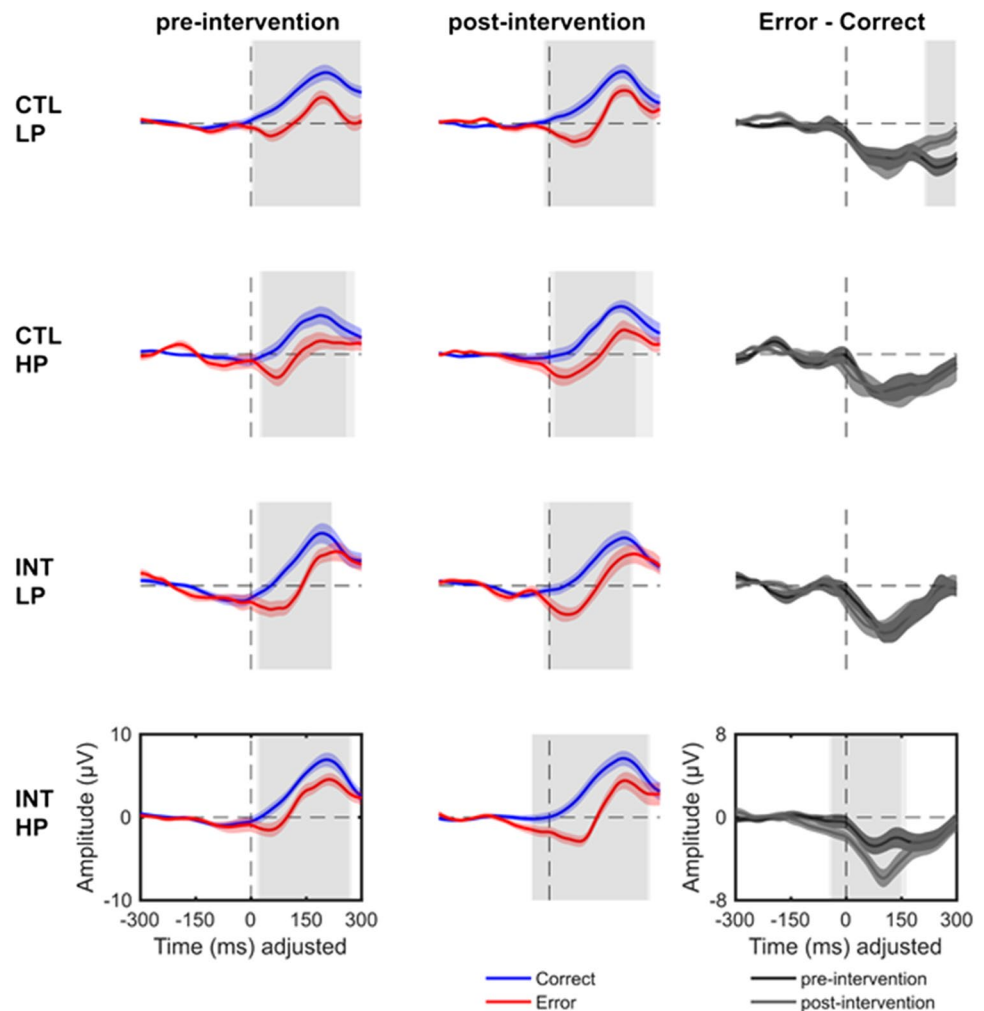 pre-intervention post-intervention Error - Correct
CTL
LP
CTL
HP
INT
LP
INT
HP
Amplitude (µV)
10
0
-10
-300 -150 0 150 300
Time (ms) adjusted
Amplitude (µV)
8
0
-8
-300 -150 0 150 300
Time (ms) adjusted
Correct
Error
pre-intervention
post-intervention